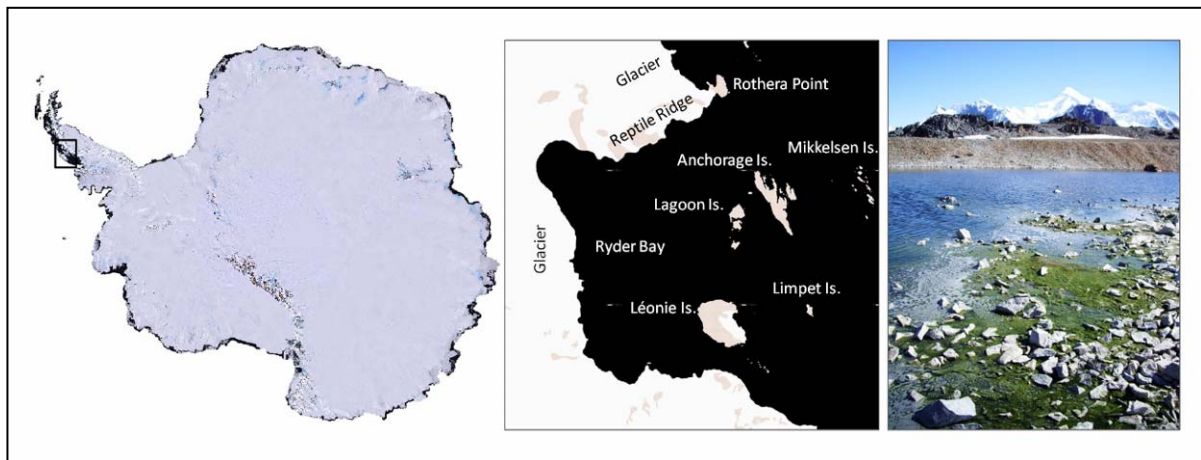 Glacier
Rothera Point
Reptile Ridge
Mikkelsen Is.
Anchorage Is.
Lagoon Is.
Glacier
Ryder Bay
Limpet Is.
Léonie Is.